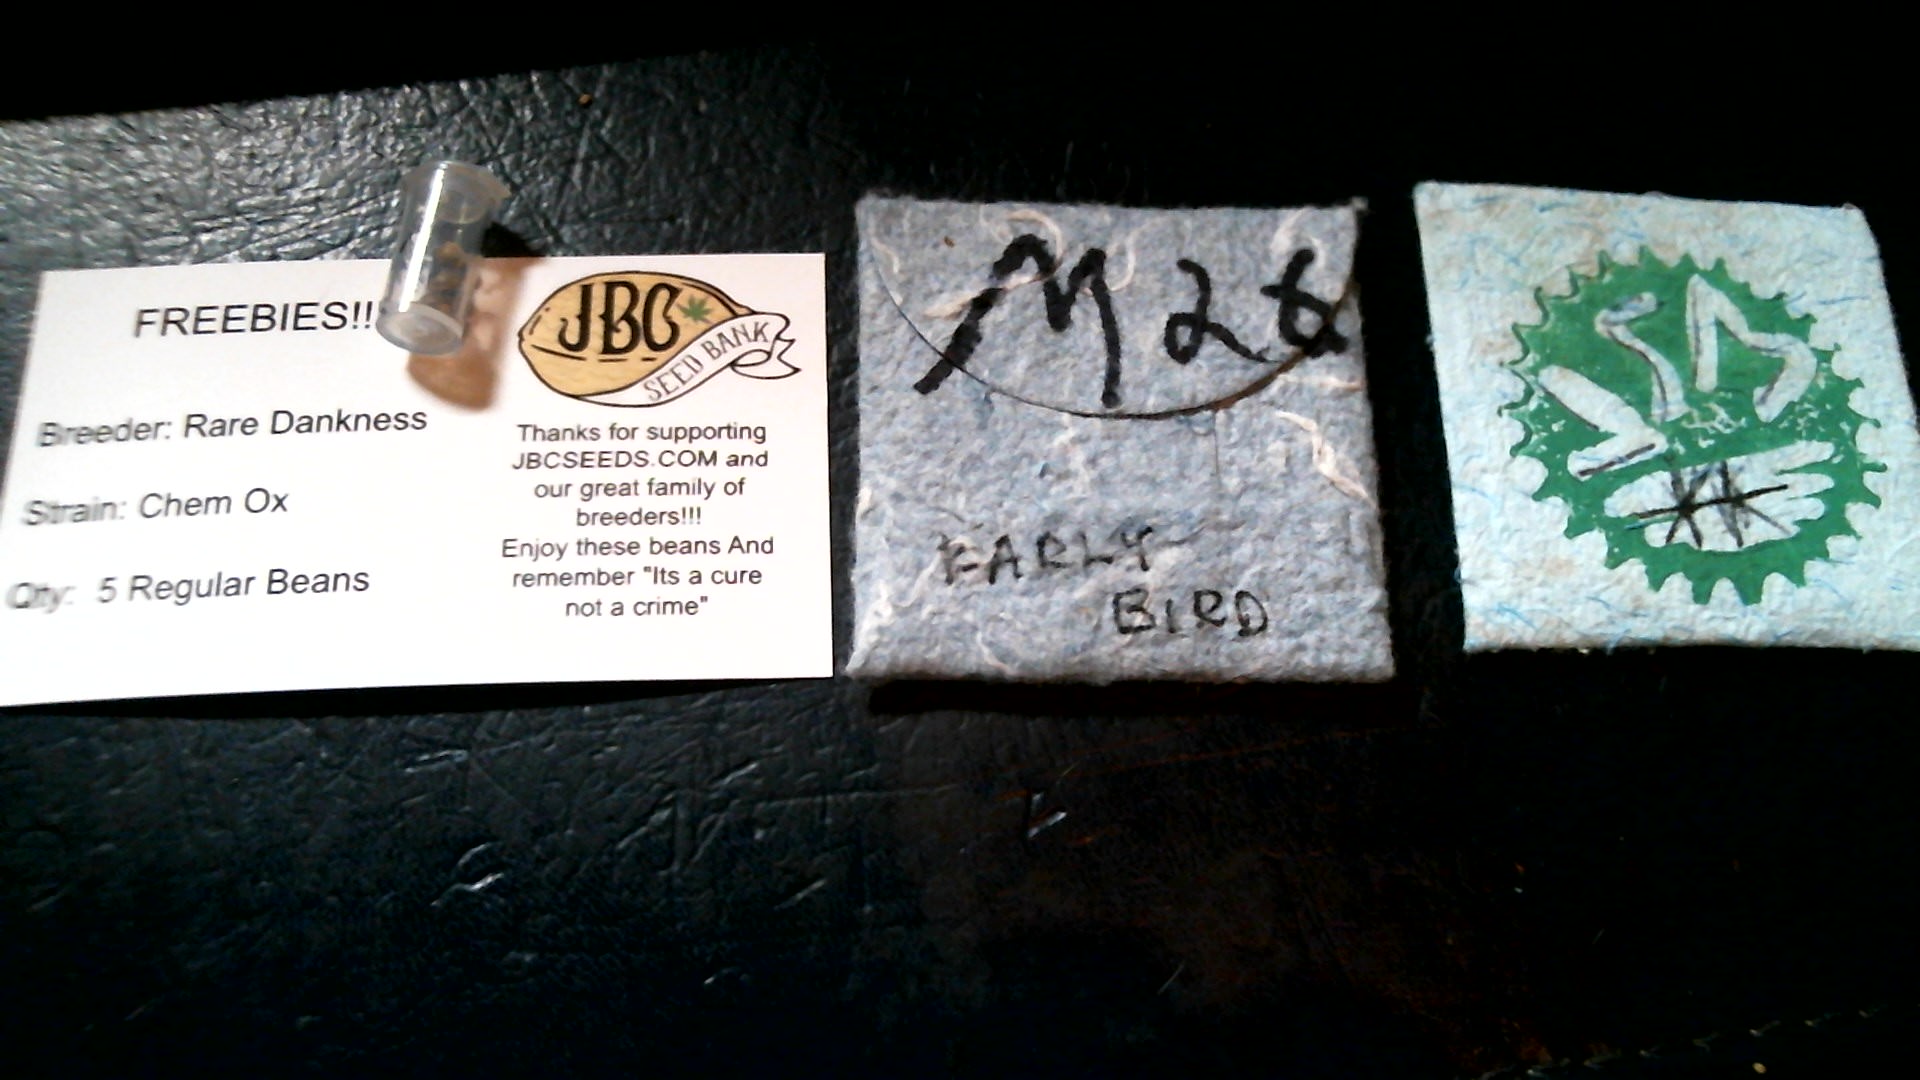 FREEBIES!!!
Breeder: Rare Dankness
Strain: Chem Ox
Qty: 5 Regular Beans
JBC
SEED BANK
Thanks for supporting
JBCSEEDS.COM and
our great family of
breeders!!!
Enjoy these beans And
remember "Its a cure
not a crime"
M26
EARLY
BIRD